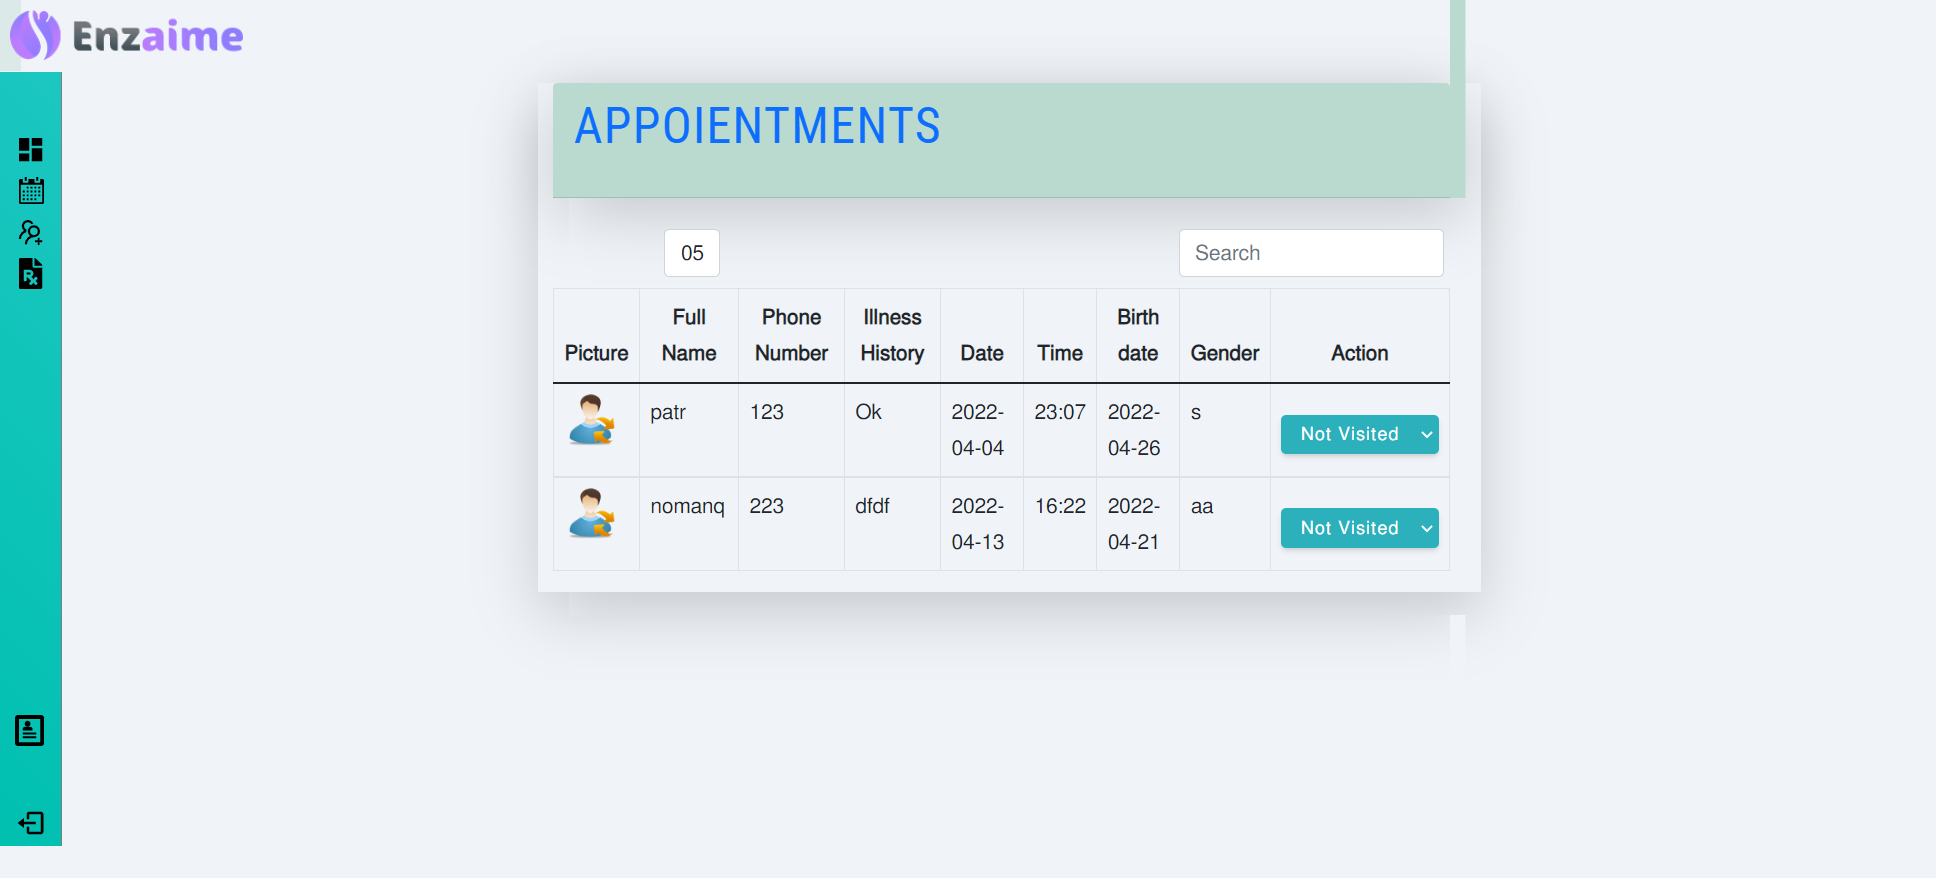 Enzaime
APPOIENTMENTS
05 Search
Picture Full Name Phone Number Illness History Date Time Birth date Gender Action
patr 123 Ok 2022-04-04 23:07 2022-04-26 s Not Visited
nomanq 223 dfdf 2022-04-13 16:22 2022-04-21 aa Not Visited